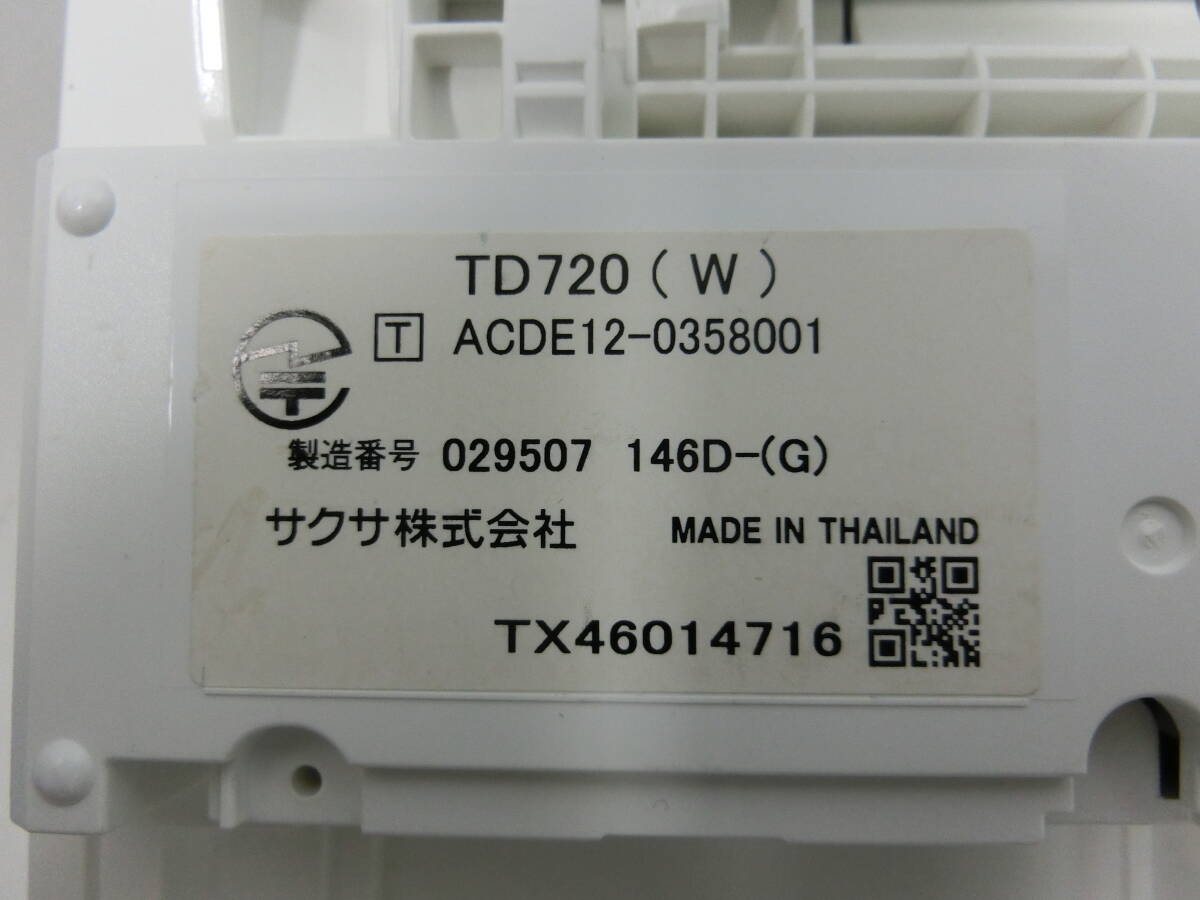 TD720 ( W )
T ACDE12-0358001
製造番号 029507 146D-(G)
サクサ株式会社 MADE IN THAILAND
TX46014716